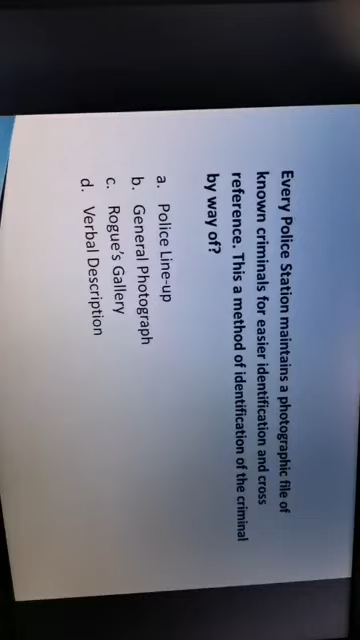 Every Police Station maintains a photographic file of
known criminals for easier identification and cross
reference. This a method of identification of the criminal
by way of?
a. Police Line-up
b. General Photograph
c. Rogue's Gallery
d. Verbal Description